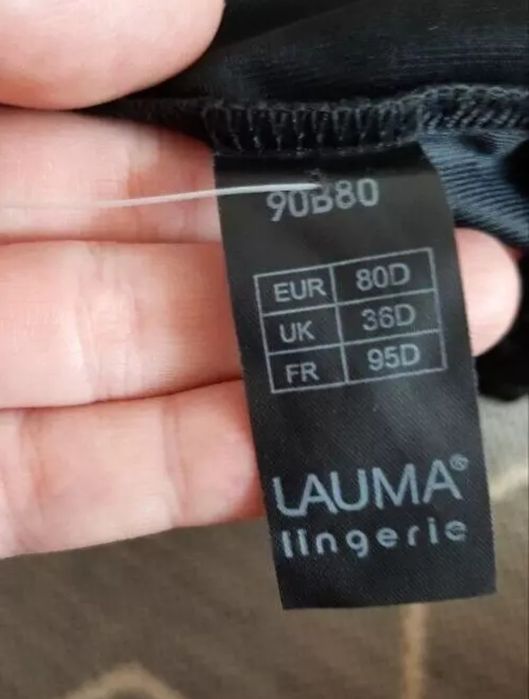 90B80
EUR 80D
UK 36D
FR 95D
LAUMA®
lingerie